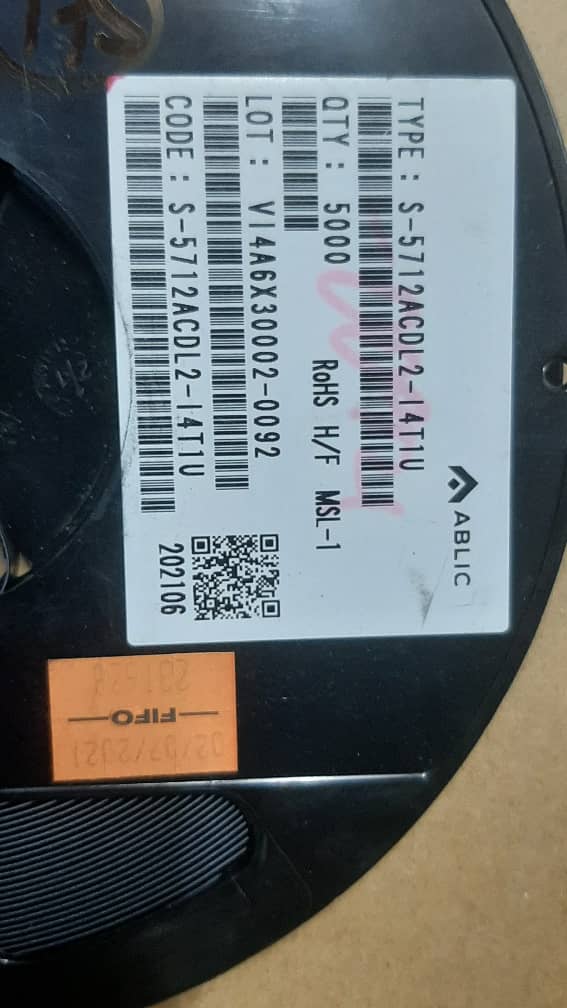 ABLIC
TYPE : S-5712ACDL2-I4T1U
QTY : 5000
RoHS H/F MSL-1
LOT : VI4A6X30002-0092
CODE : S-5712ACDL2-I4T1U
202106
FIFO
02/07/2021